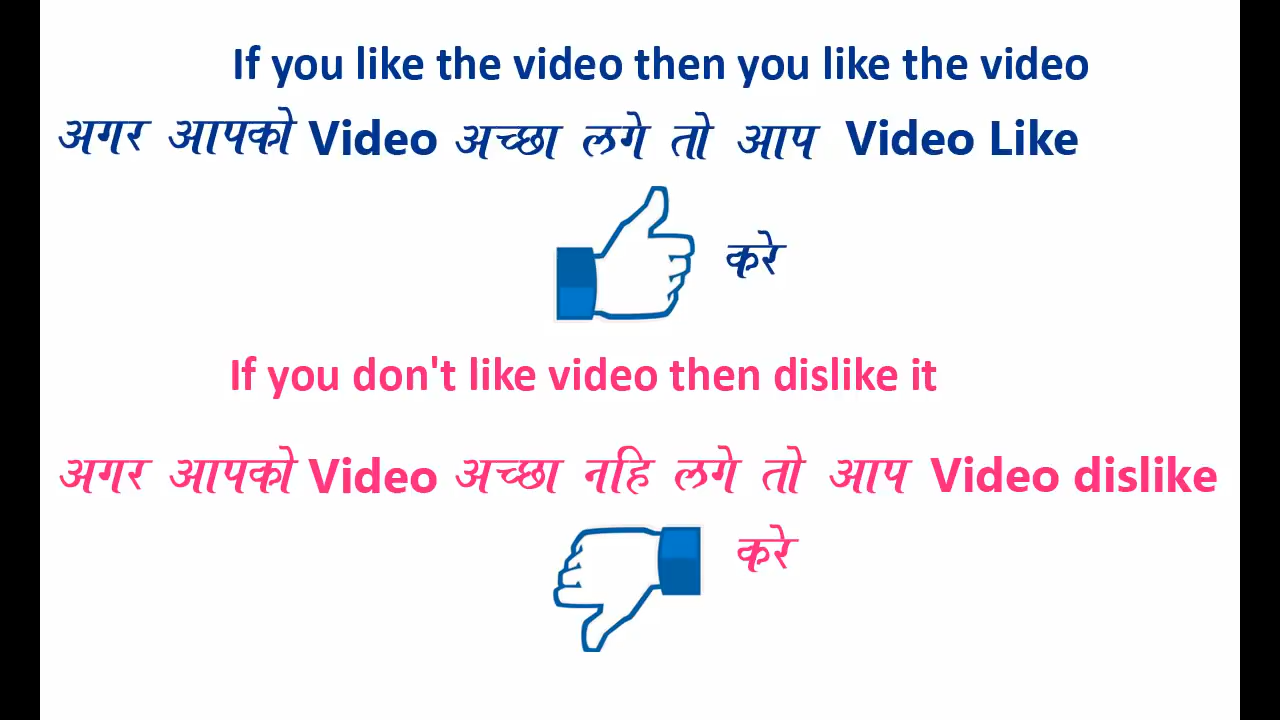 If you like the video then you like the video
अगर आपको Video अच्छा लगे तो आप Video Like
करे
If you don't like video then dislike it
अगर आपको Video अच्छा नहि लगे तो आप Video dislike
करे